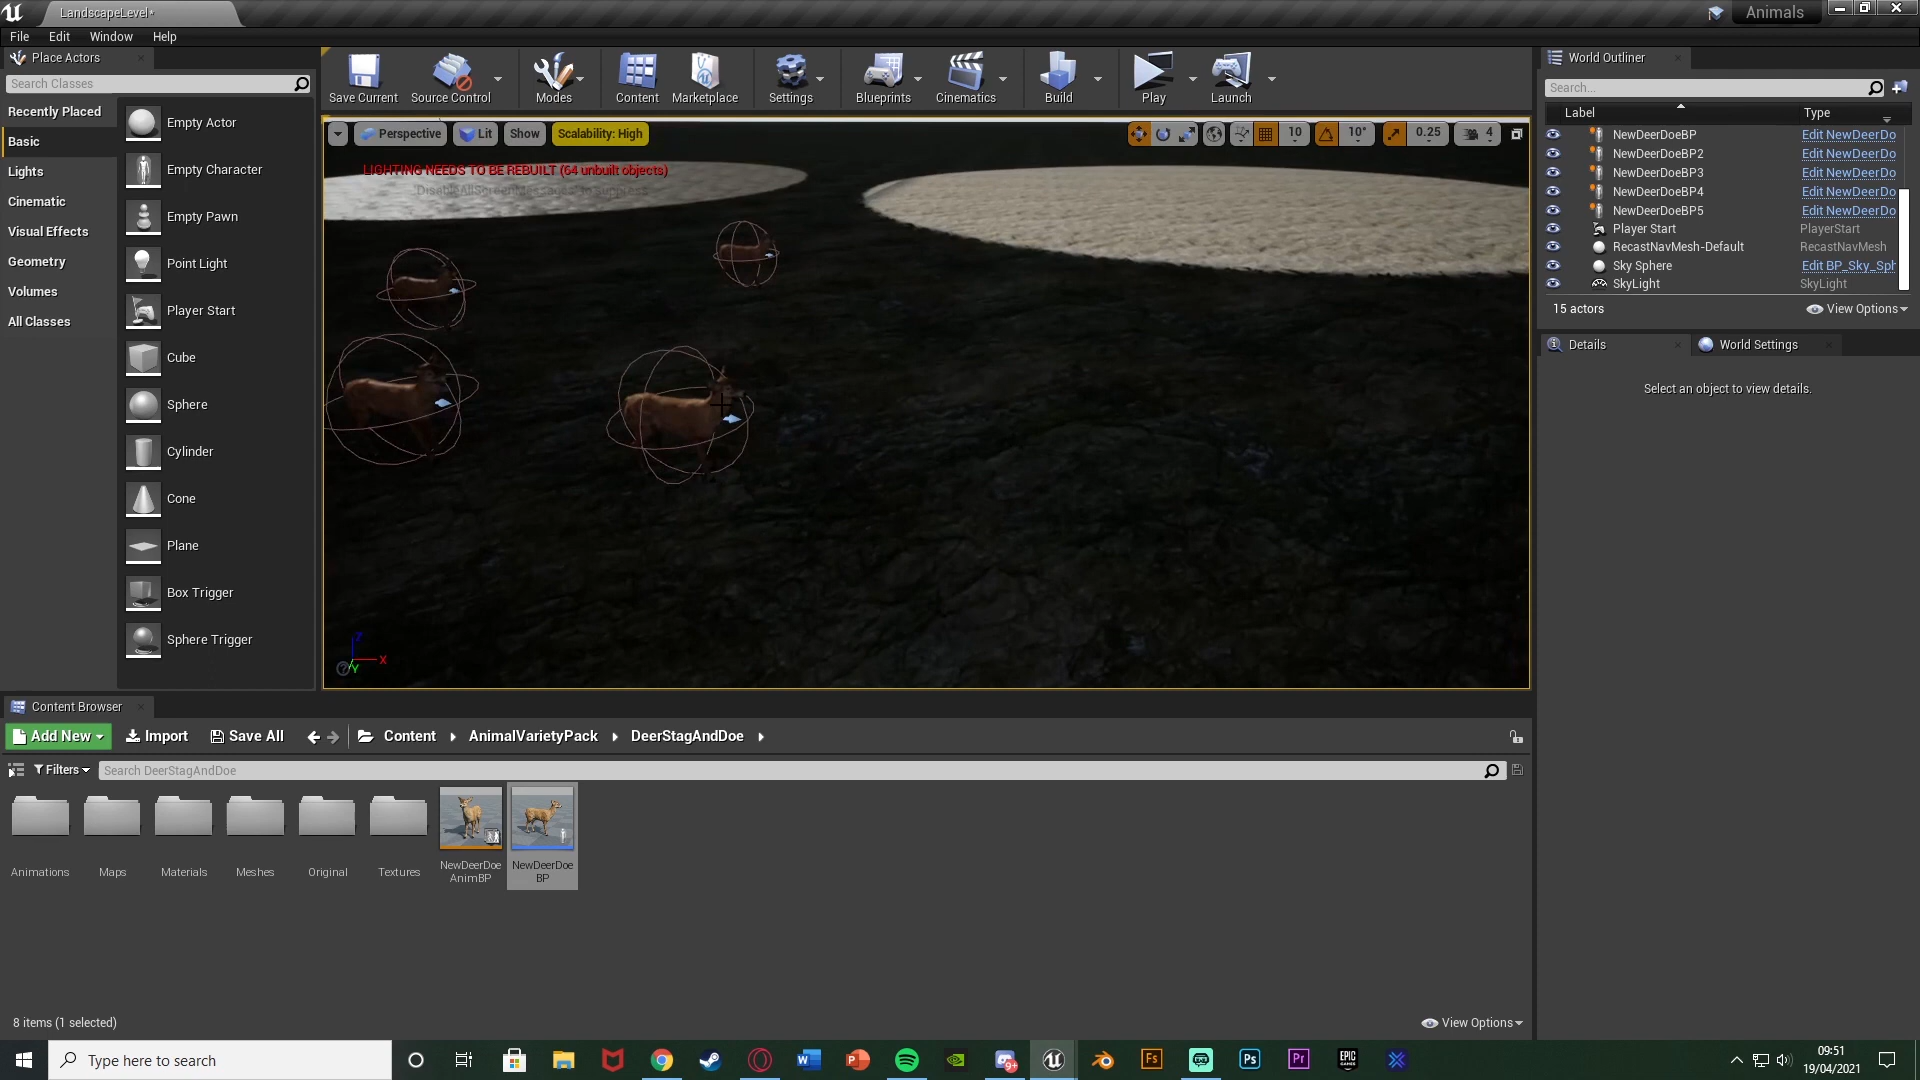 LandscapeLevel*
Animals
File Edit Window Help
Place Actors
Search Classes
Recently Placed
Basic
Lights
Cinematic
Visual Effects
Geometry
Volumes
All Classes
Empty Actor
Empty Character
Empty Pawn
Point Light
Player Start
Cube
Sphere
Cylinder
Cone
Plane
Box Trigger
Sphere Trigger
Save Current
Source Control
Modes
Content
Marketplace
Settings
Blueprints
Cinematics
Build
Play
Launch
Perspective Lit Show Scalability: High
10 10° 0.25 4
LIGHTING NEEDS TO BE REBUILT (64 unbuilt objects)
'DisableAllScreenMessages' to suppress
Z
X
Y
World Outliner
Search...
Label Type
NewDeerDoeBP Edit NewDeerDo
NewDeerDoeBP2 Edit NewDeerDo
NewDeerDoeBP3 Edit NewDeerDo
NewDeerDoeBP4 Edit NewDeerDo
NewDeerDoeBP5 Edit NewDeerDo
Player Start PlayerStart
RecastNavMesh-Default RecastNavMesh
Sky Sphere Edit BP_Sky_Sph
SkyLight SkyLight
15 actors
View Options
Details
World Settings
Select an object to view details.
Content Browser
Add New Import Save All Content AnimalVarietyPack DeerStagAndDoe
Filters Search DeerStagAndDoe
Animations
Maps
Materials
Meshes
Original
Textures
NewDeerDoe
AnimBP
NewDeerDoe
BP
8 items (1 selected)
View Options
Type here to search
09:51
19/04/2021